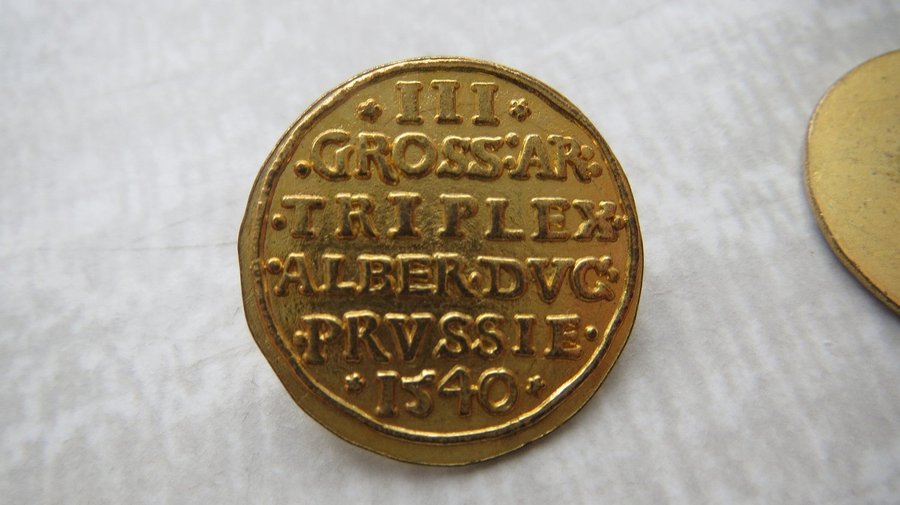 III
·GROSS:AR·
·TRIPLEX·
·ALBER·DVC·
·PRVSSIE·
1540